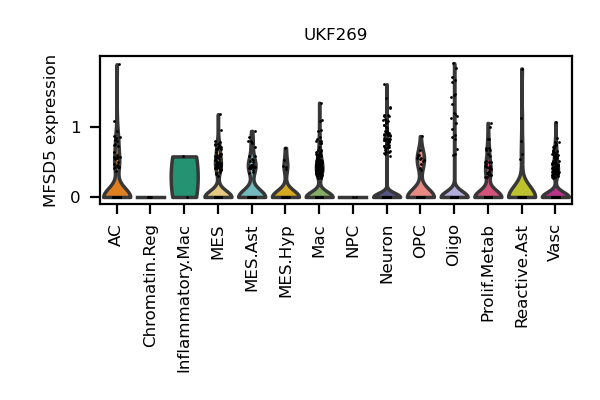 UKF269
MFSD5 expression
1
0
AC
Chromatin.Reg
Inflammatory.Mac
MES
MES.Ast
MES.Hyp
Mac
NPC
Neuron
OPC
Oligo
Prolif.Metab
Reactive.Ast
Vasc